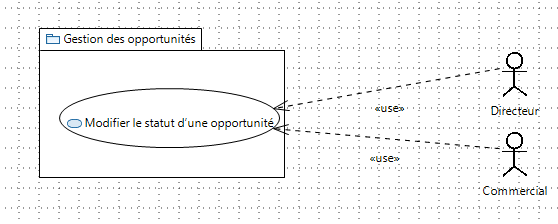 Gestion des opportunités
Modifier le statut d'une opportunité
«use»
Directeur
«use»
Commercial